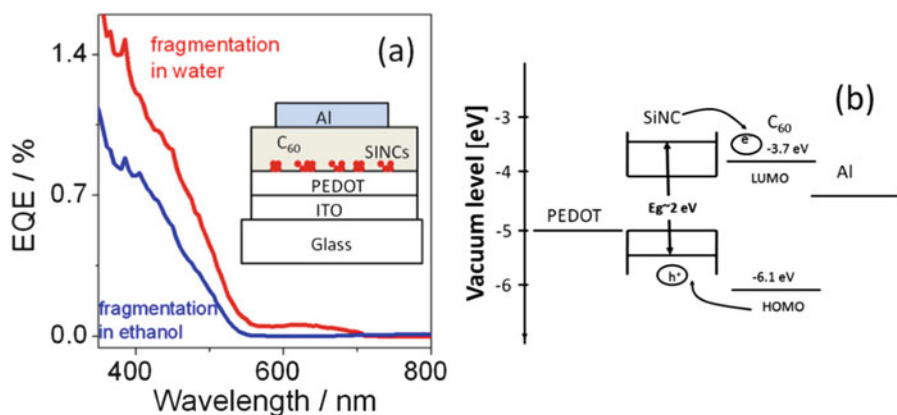 (a)
fragmentation
in water
fragmentation
in ethanol
EQE / %
1.4
0.7
0.0
400
600
800
Wavelength / nm
Al
C60
SINCs
PEDOT
ITO
Glass
(b)
Vacuum level [eV]
-3
-4
-5
-6
PEDOT
SiNC
Eg~2 eV
e-
h+
C60
-3.7 eV
LUMO
Al
-6.1 eV
HOMO